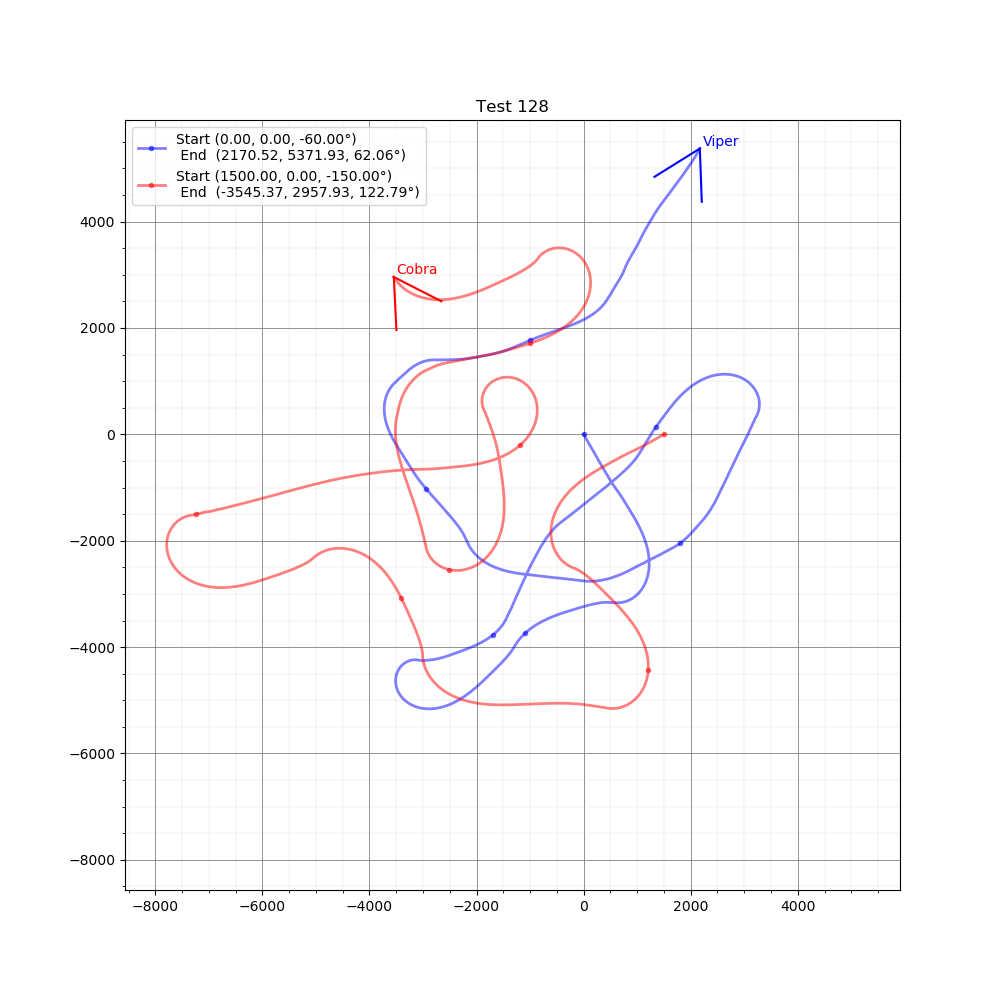 Test 128
Start (0.00, 0.00, -60.00°)
End (2170.52, 5371.93, 62.06°)
Start (1500.00, 0.00, -150.00°)
End (-3545.37, 2957.93, 122.79°)
Viper
Cobra
4000
2000
0
−2000
−4000
−6000
−8000
−8000 −6000 −4000 −2000 0 2000 4000